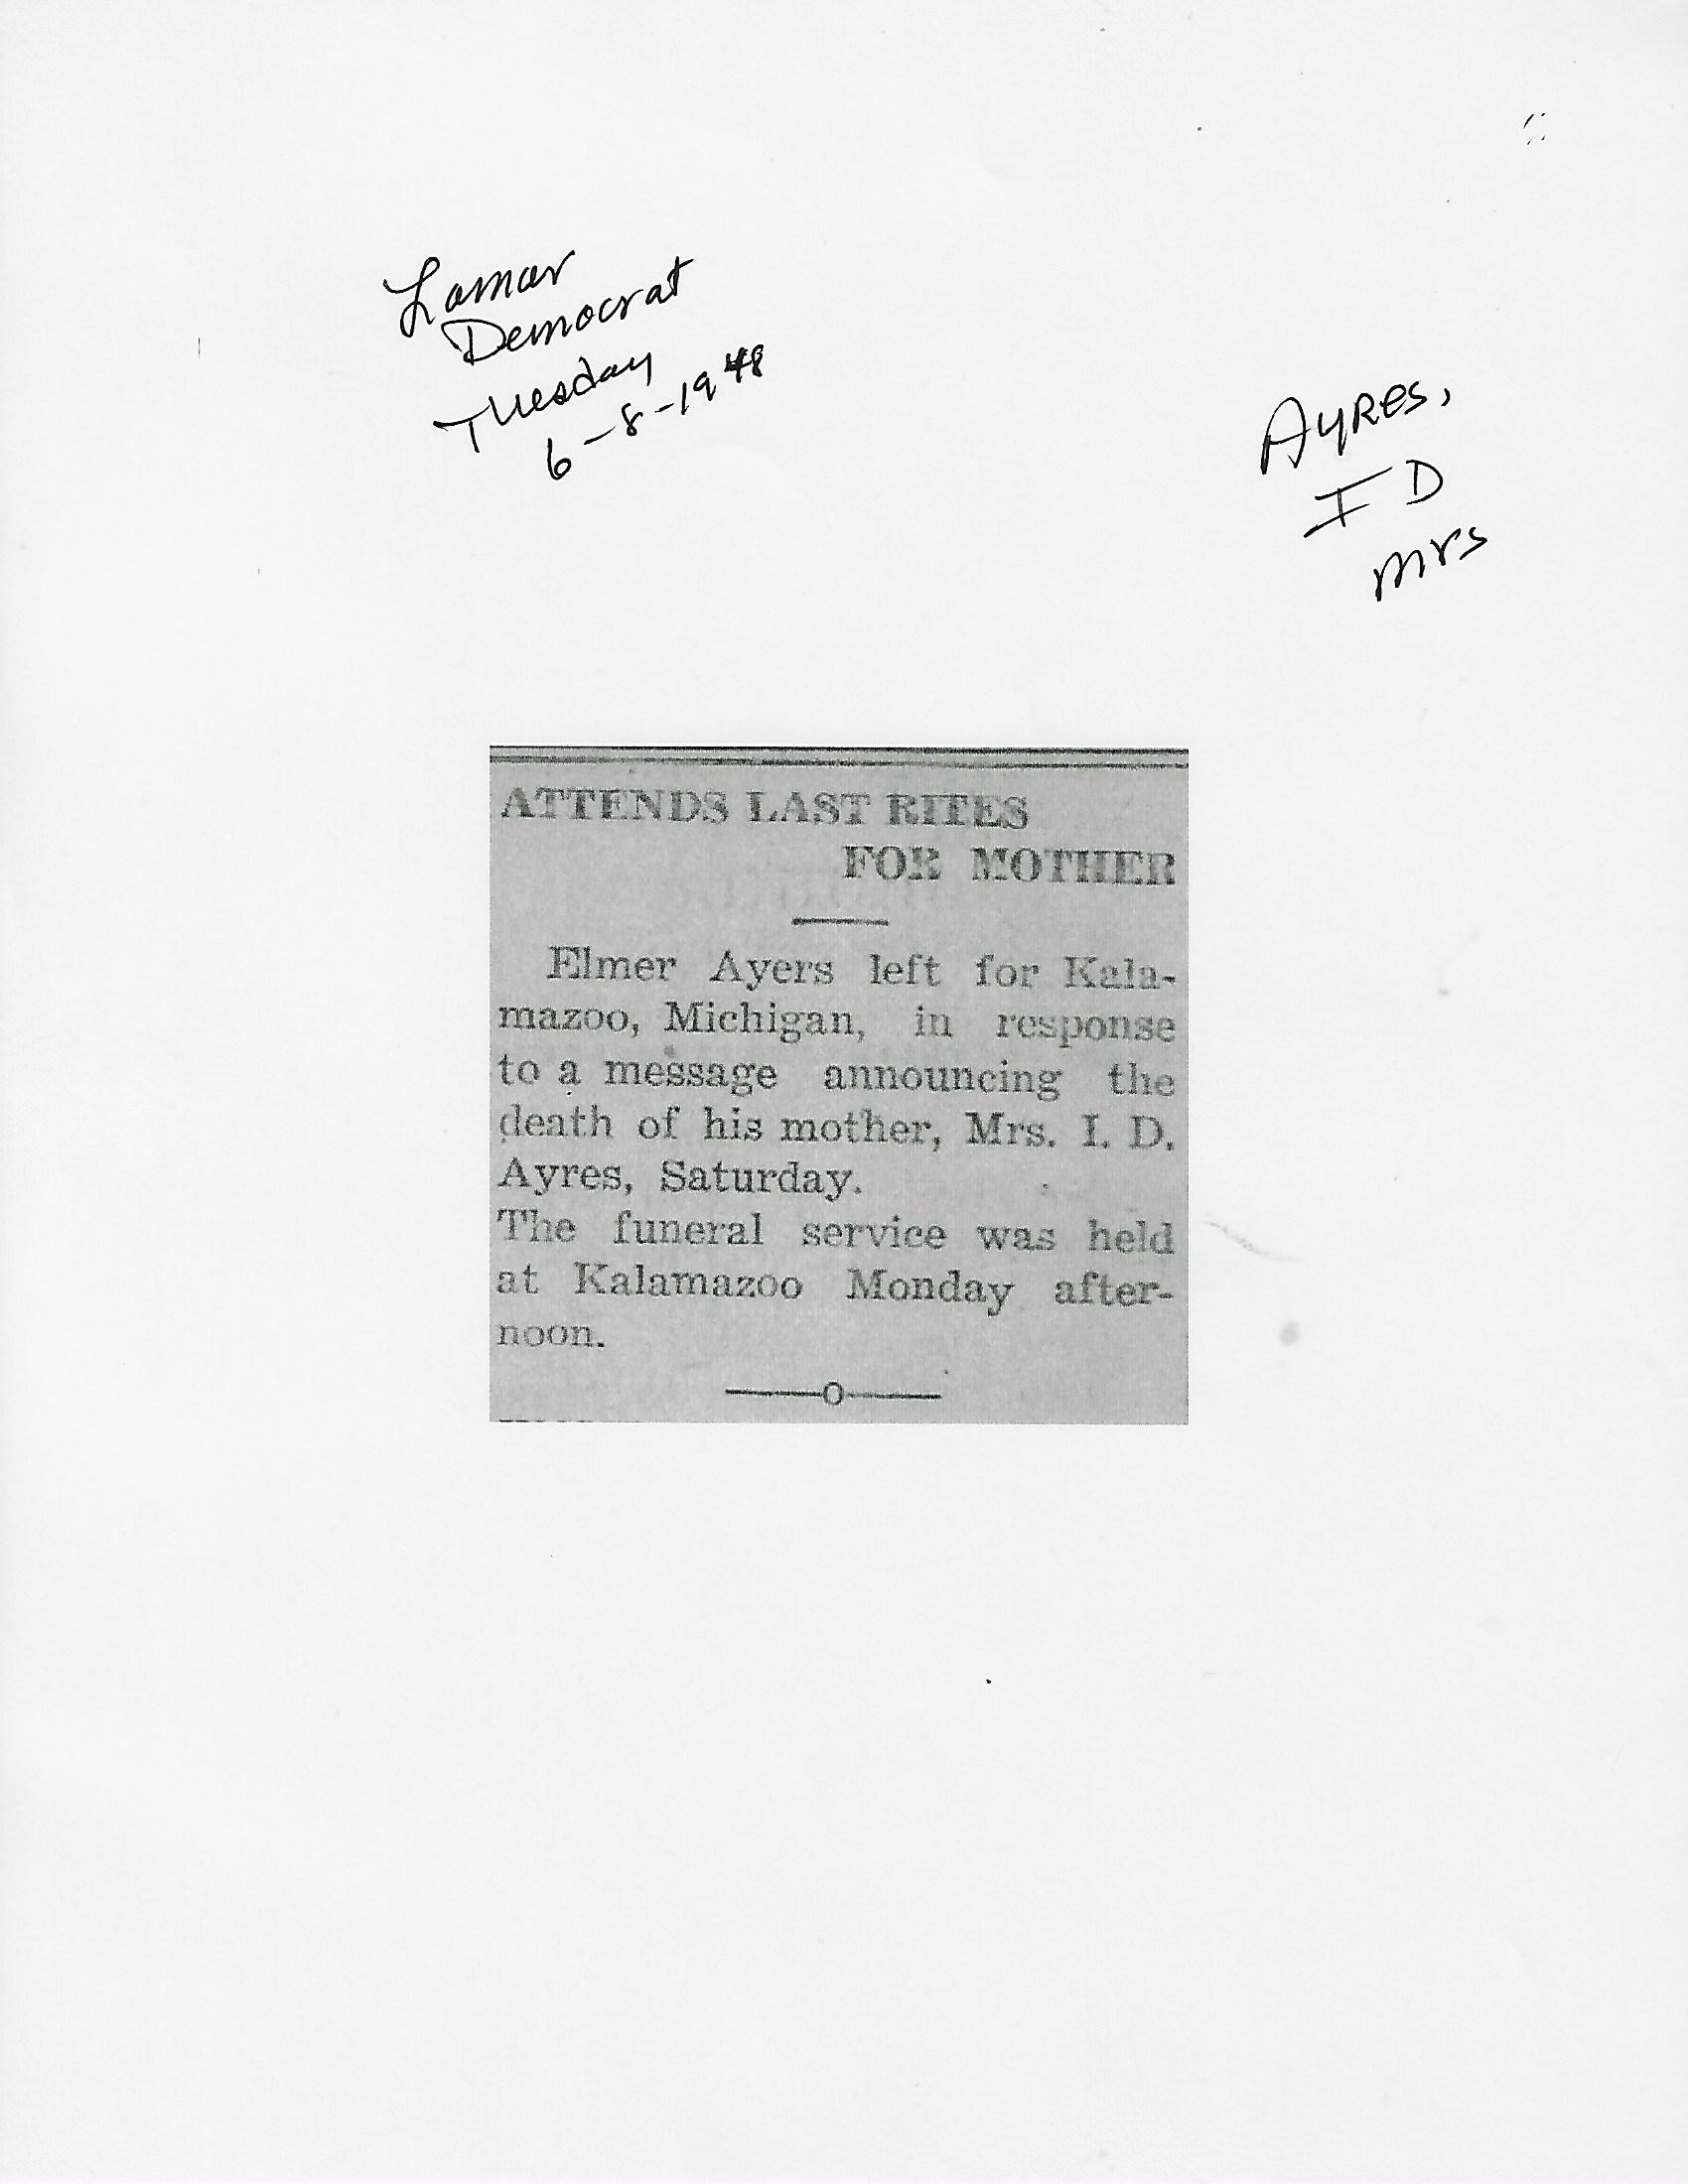 Lamar
Democrat
Tuesday
6-8-1948
Ayres,
I D
Mrs
ATTENDS LAST RITES
FOR MOTHER
Elmer Ayers left for Kala-
mazoo, Michigan, in response
to a message announcing the
death of his mother, Mrs. I. D.
Ayres, Saturday.
The funeral service was held
at Kalamazoo Monday after-
noon.